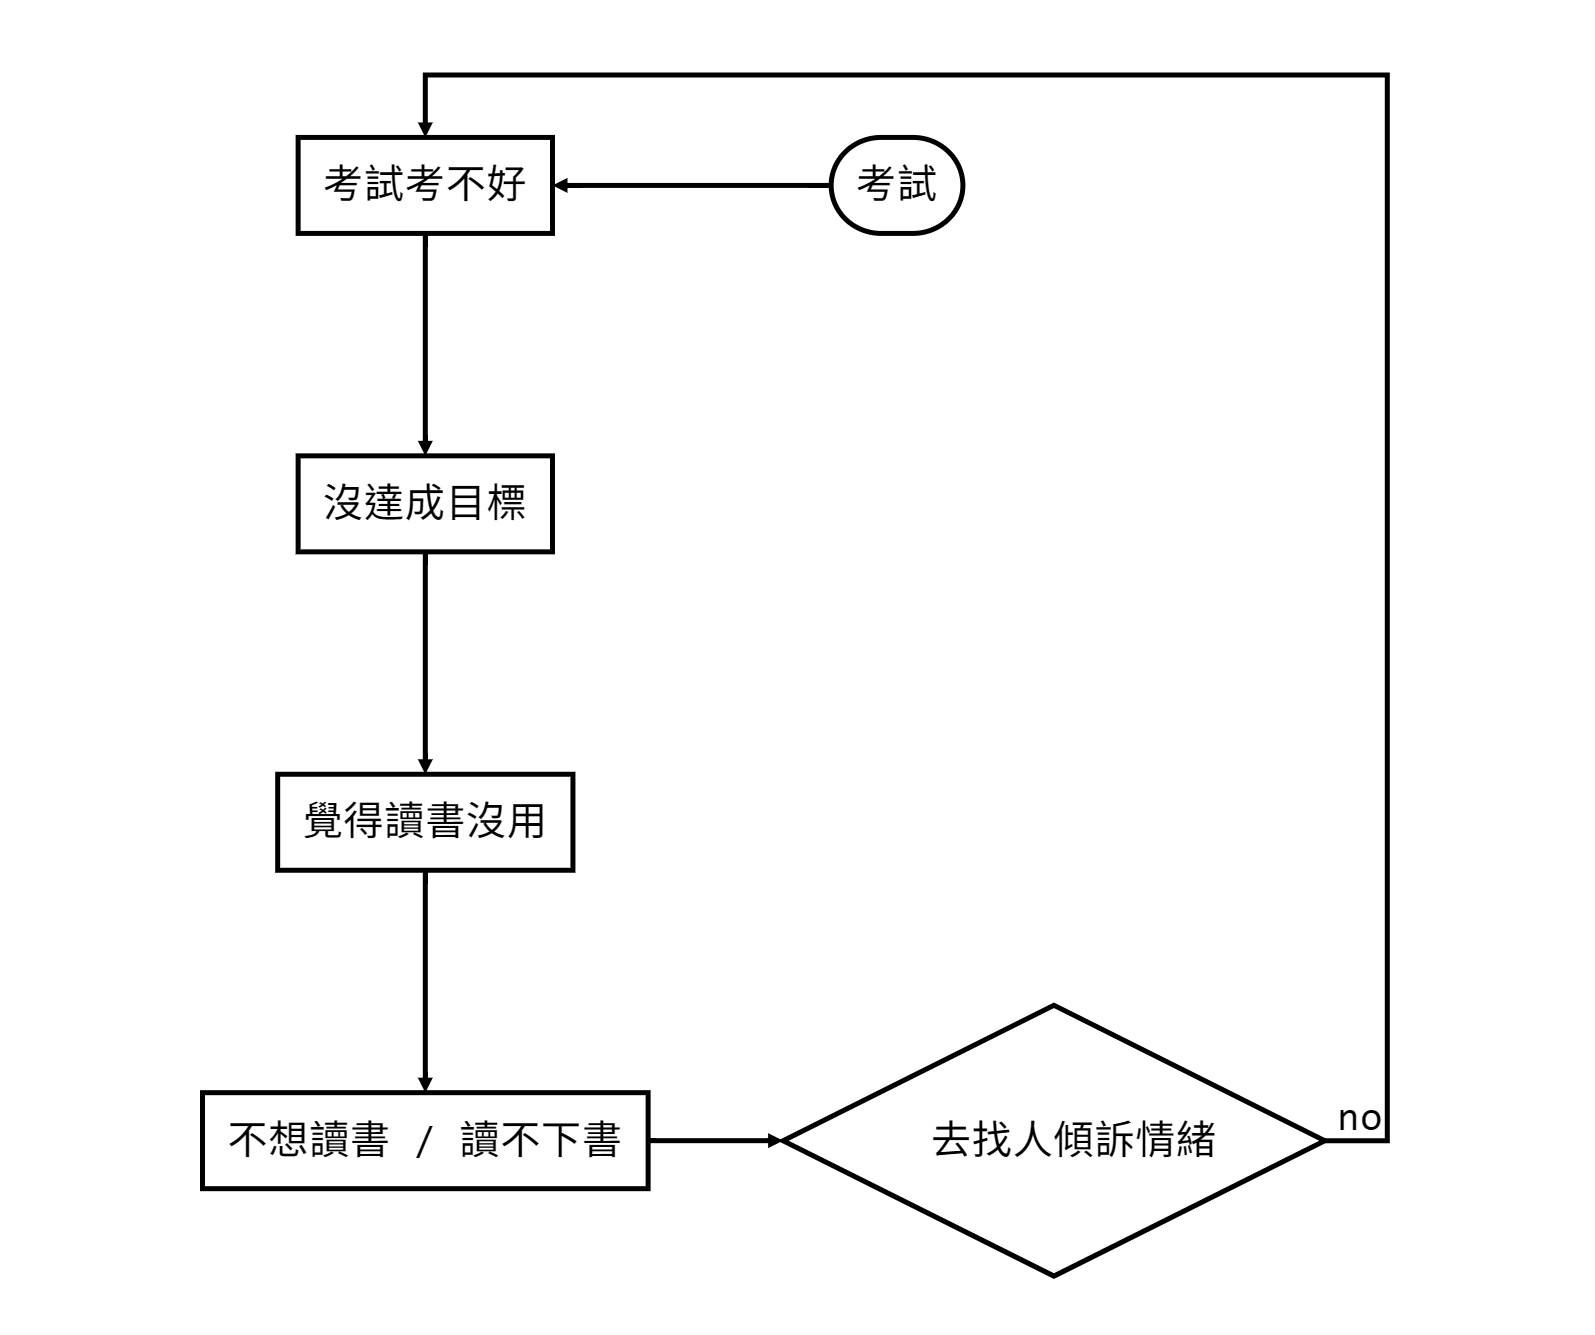 考試考不好
考試
沒達成目標
覺得讀書沒用
不想讀書 / 讀不下書
去找人傾訴情緒
no